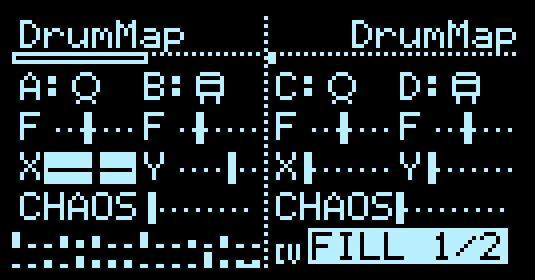 DrumMap DrumMap
A: B: C: D:
F F F F
X Y X Y
CHAOS CHAOS
CV FILL 1/2